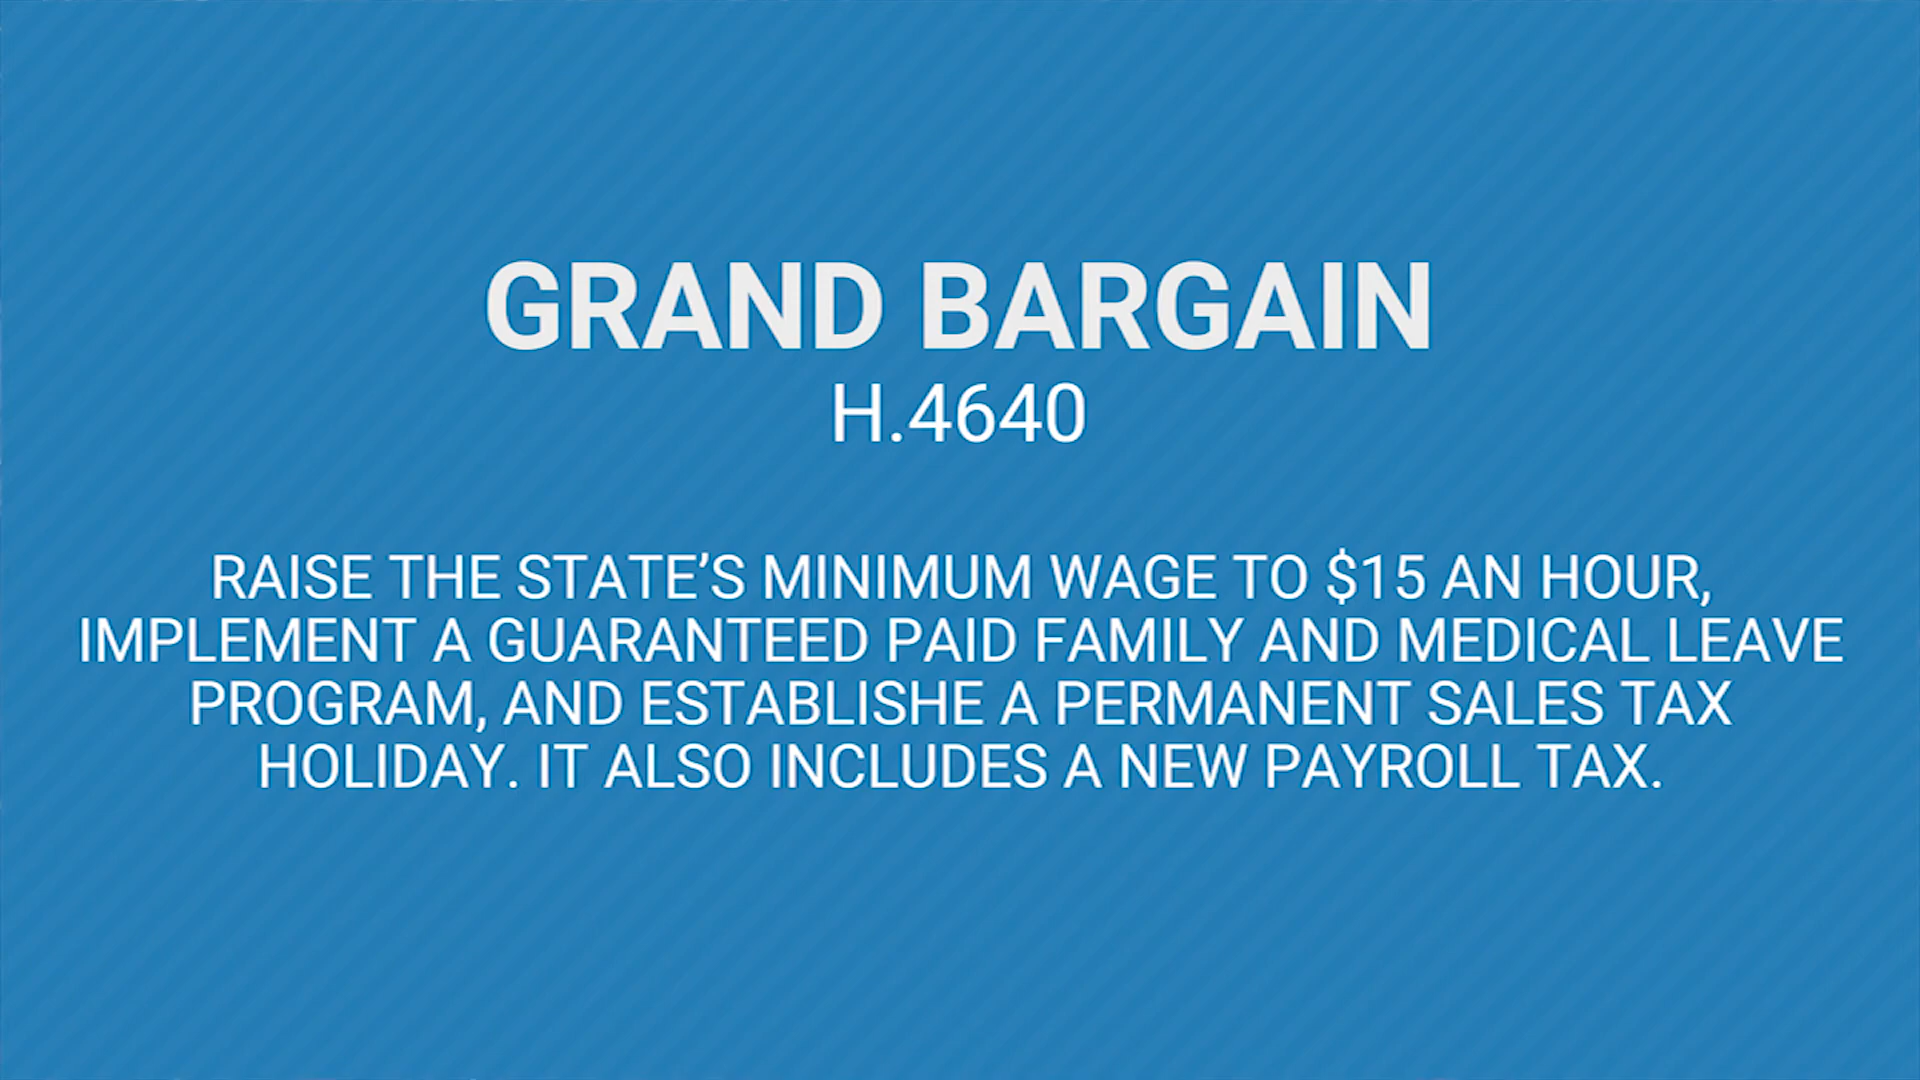 GRAND BARGAIN
H.4640
RAISE THE STATE’S MINIMUM WAGE TO $15 AN HOUR,
IMPLEMENT A GUARANTEED PAID FAMILY AND MEDICAL LEAVE
PROGRAM, AND ESTABLISHE A PERMANENT SALES TAX
HOLIDAY. IT ALSO INCLUDES A NEW PAYROLL TAX.